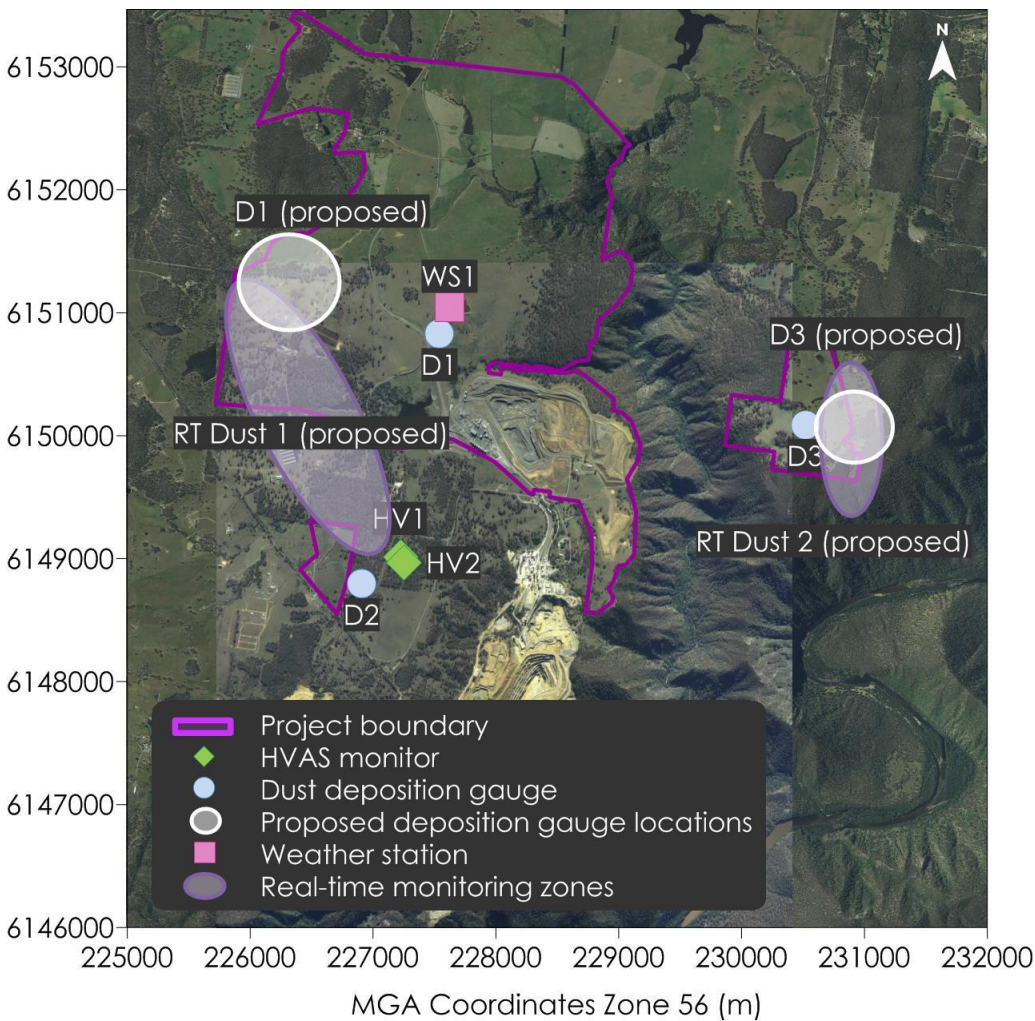 N
6153000
6152000
6151000
6150000
6149000
6148000
6147000
6146000
D1 (proposed)
WS1
D1
D3 (proposed)
RT Dust 1 (proposed)
D3
HV1
HV2
RT Dust 2 (proposed)
D2
Project boundary
HVAS monitor
Dust deposition gauge
Proposed deposition gauge locations
Weather station
Real-time monitoring zones
225000 226000 227000 228000 229000 230000 231000 232000
MGA Coordinates Zone 56 (m)